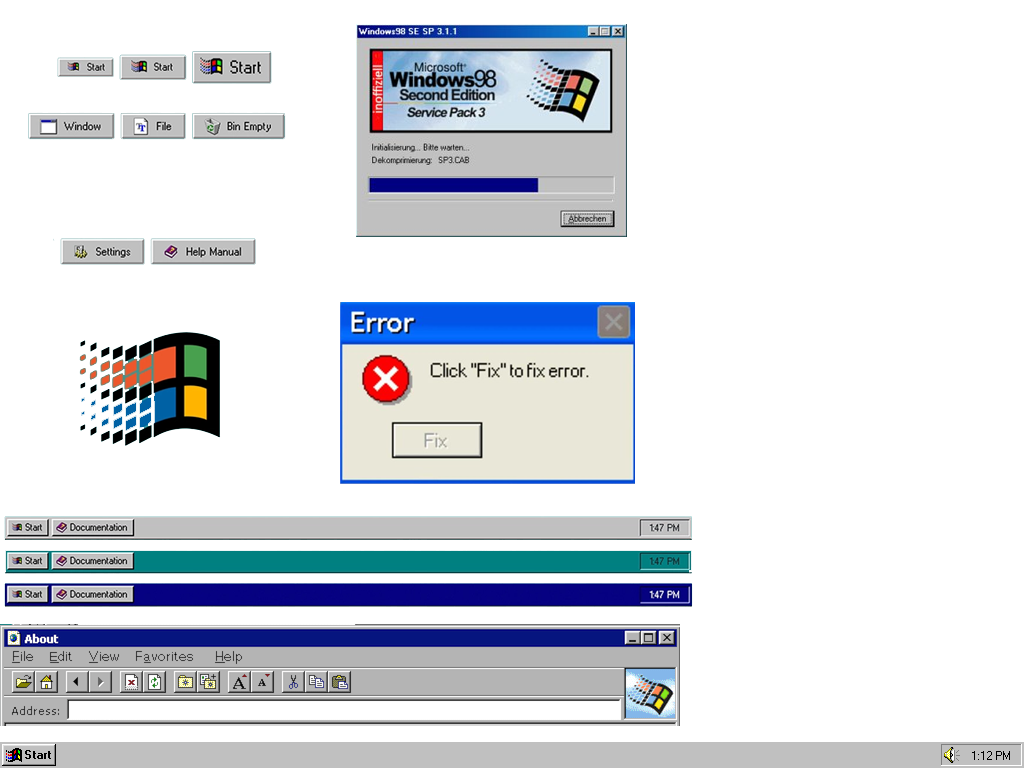 Start
Start
Start
Window
File
Bin Empty
Settings
Help Manual
Windows98 SE SP 3.1.1
inoffiziell
Microsoft®
Windows98
Second Edition
Service Pack 3
Initialisierung... Bitte warten...
Dekomprimierung: SP3.CAB
Abbrechen
Error
Click "Fix" to fix error.
Fix
Start Documentation 1:47 PM
Start Documentation 1:47 PM
Start Documentation 1:47 PM
About
File Edit View Favorites Help
Address:
Start 1:12 PM